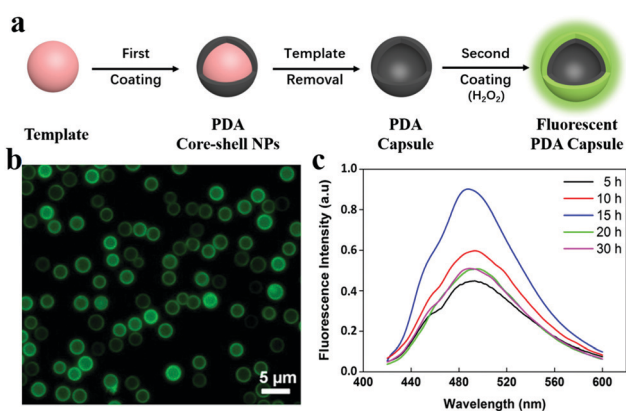 a
First
Coating
Template
Removal
Second
Coating
(H₂O₂)
Template
PDA
Core-shell NPs
PDA
Capsule
Fluorescent
PDA Capsule
b
5 μm
c
Fluorescence Intensity (a.u)
1.0
0.8
0.6
0.4
0.2
0.0
5 h
10 h
15 h
20 h
30 h
400 440 480 520 560 600
Wavelength (nm)